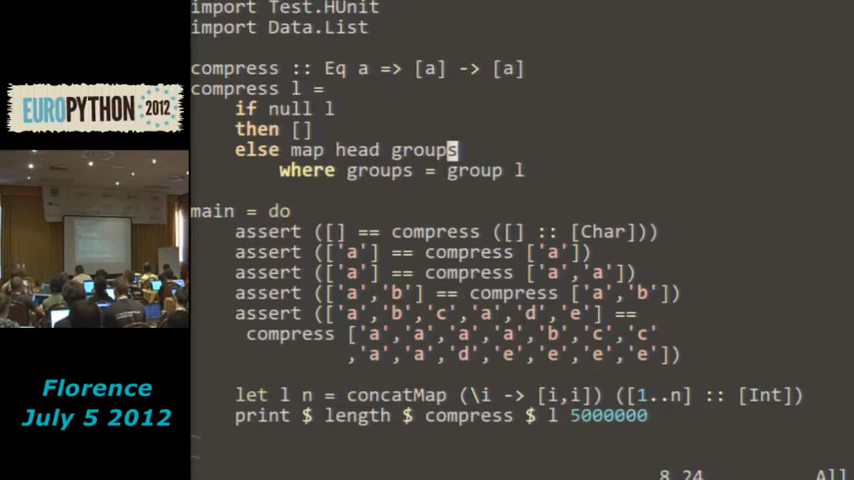 EUROPYTHON 2012
Florence
July 5 2012
import Test.HUnit
import Data.List
compress :: Eq a => [a] -> [a]
compress l =
    if null l
    then []
    else map head groups
        where groups = group l
main = do
    assert ([] == compress ([] :: [Char]))
    assert (['a'] == compress ['a'])
    assert (['a'] == compress ['a','a'])
    assert (['a','b'] == compress ['a','b'])
    assert (['a','b','c','a','d','e'] ==
     compress ['a','a','a','a','b','c','c'
              ,'a','a','d','e','e','e','e'])
    let l n = concatMap (\i -> [i,i]) ([1..n] :: [Int])
    print $ length $ compress $ l 5000000
~
~
8,24 All